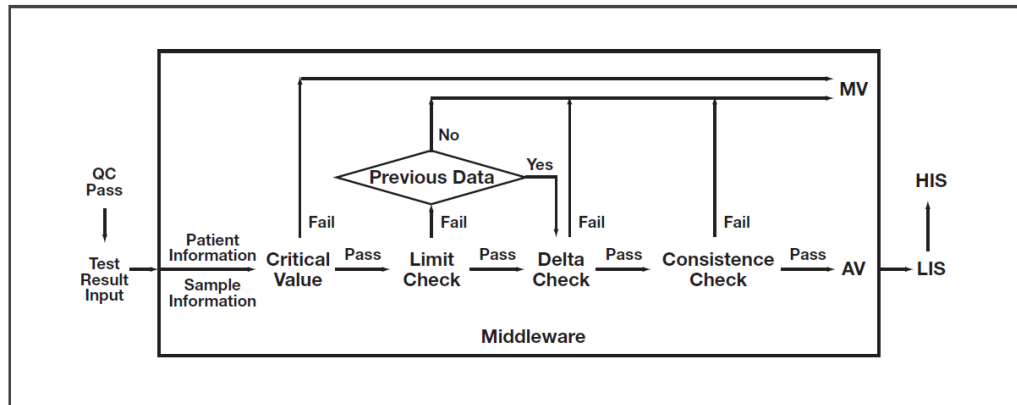 MV
No
Previous Data
Yes
QC
Pass
HIS
Fail
Fail
Fail
Fail
Patient
Information
Critical
Value
Pass
Limit
Check
Pass
Delta
Check
Pass
Consistence
Check
Pass
AV
LIS
Test
Result
Input
Sample
Information
Middleware